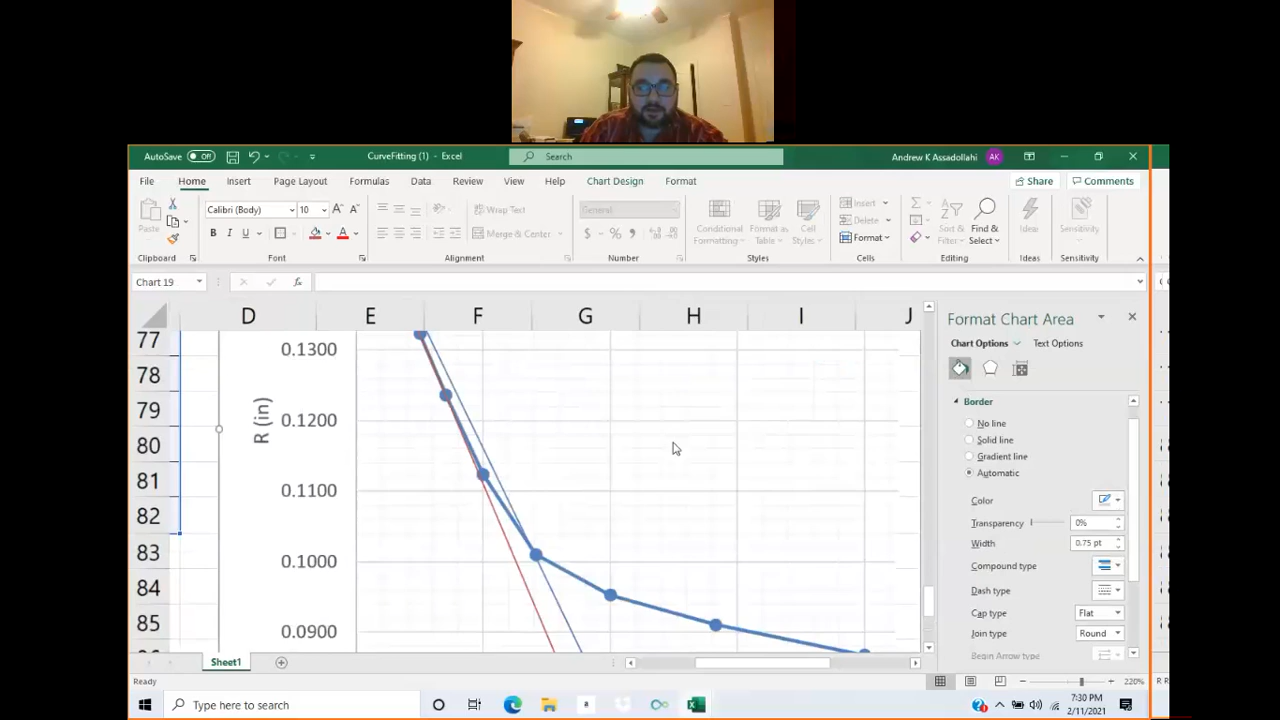 AutoSave Off CurveFitting (1) - Excel Search Andrew K Assadollahi AK
File Home Insert Page Layout Formulas Data Review View Help Chart Design Format Share Comments
Paste Calibri (Body) 10 A A Wrap Text General Conditional Formatting Format as Table Cell Styles Insert Delete Format Sort & Filter Find & Select Ideas Sensitivity
B I U A Merge & Center $ % ,
Clipboard Font Alignment Number Styles Cells Editing Ideas Sensitivity
Chart 19 fx
D E F G H I J
77
78
79
80
81
82
83
84
85
R (in)
0.1300
0.1200
0.1100
0.1000
0.0900
Format Chart Area
Chart Options Text Options
Border
No line
Solid line
Gradient line
Automatic
Color
Transparency 0%
Width 0.75 pt
Compound type
Dash type
Cap type Flat
Join type Round
Begin Arrow type
Sheet1
Ready 220%
Type here to search
7:30 PM
2/11/2021